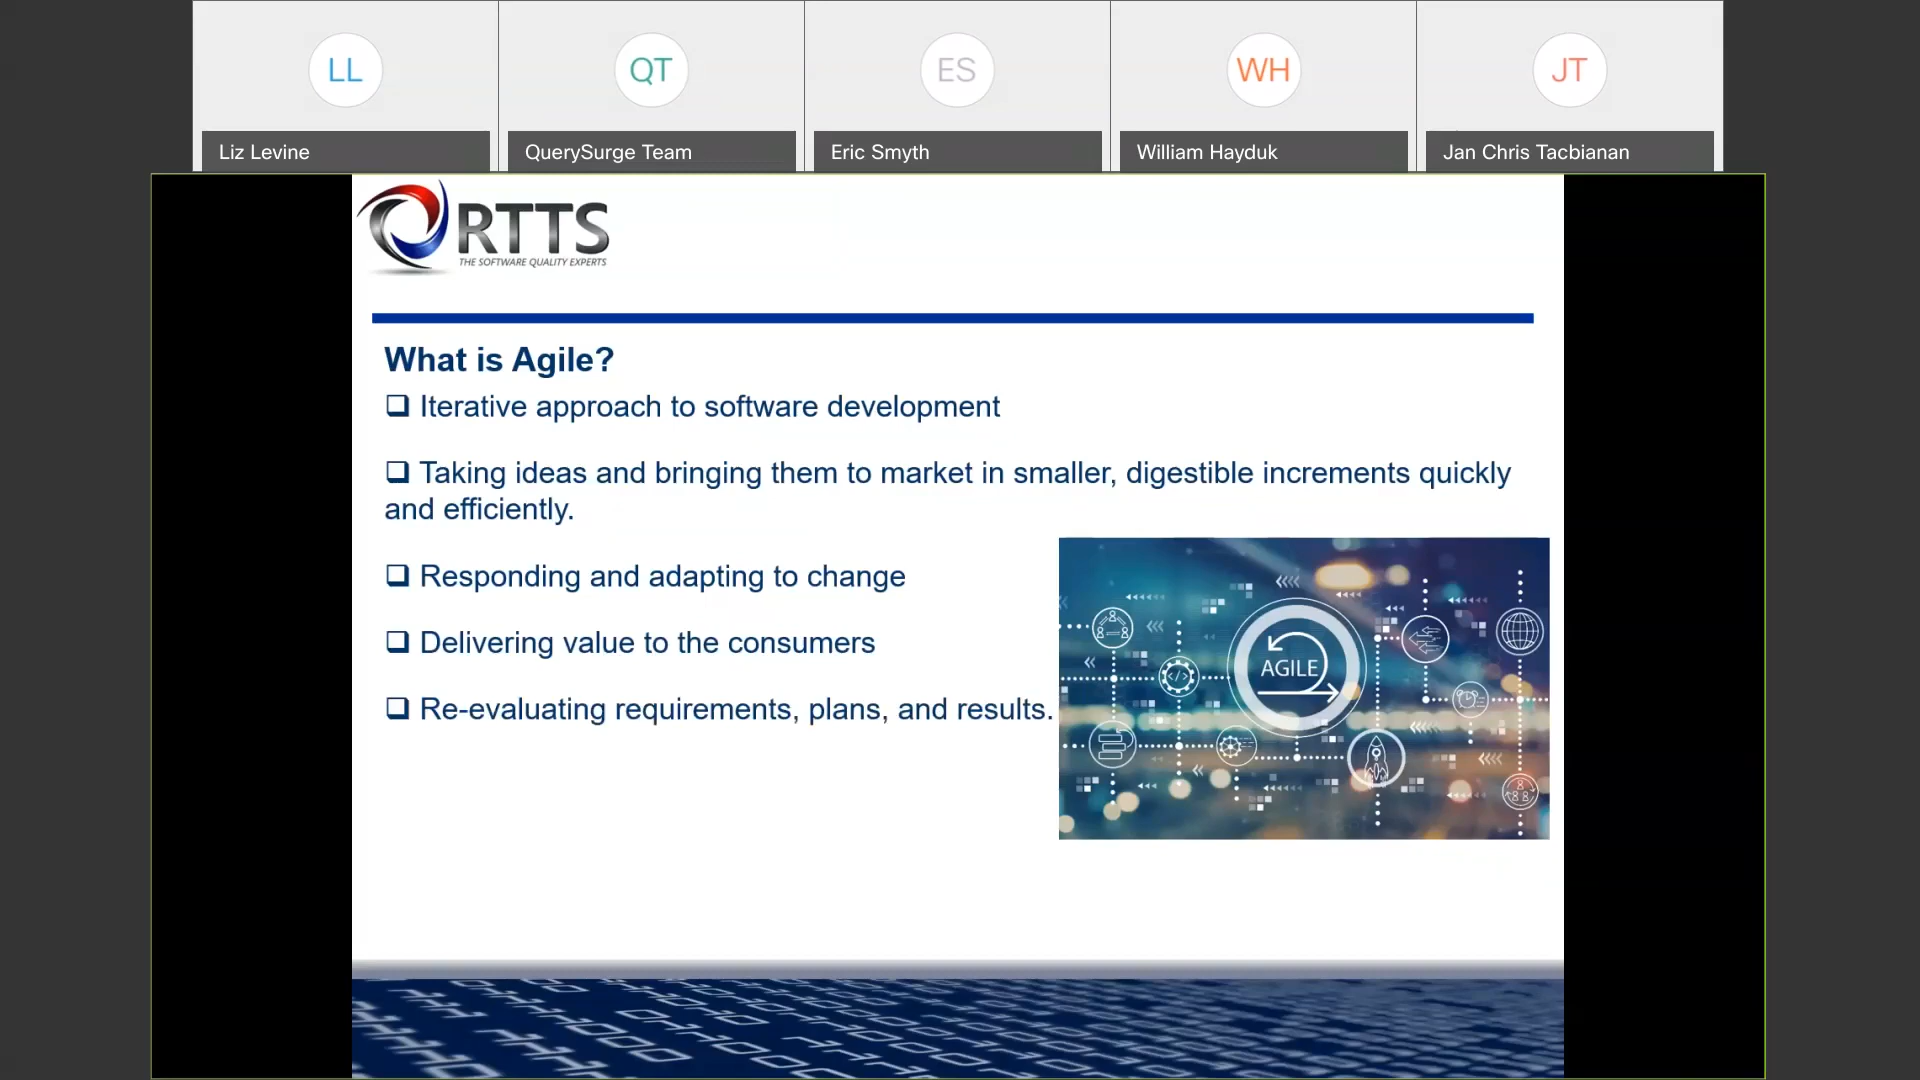 LL
QT
ES
WH
JT
Liz Levine
QuerySurge Team
Eric Smyth
William Hayduk
Jan Chris Tacbianan
RTTS
THE SOFTWARE QUALITY EXPERTS
What is Agile?
❑ Iterative approach to software development
❑ Taking ideas and bringing them to market in smaller, digestible increments quickly
and efficiently.
❑ Responding and adapting to change
❑ Delivering value to the consumers
❑ Re-evaluating requirements, plans, and results.
AGILE